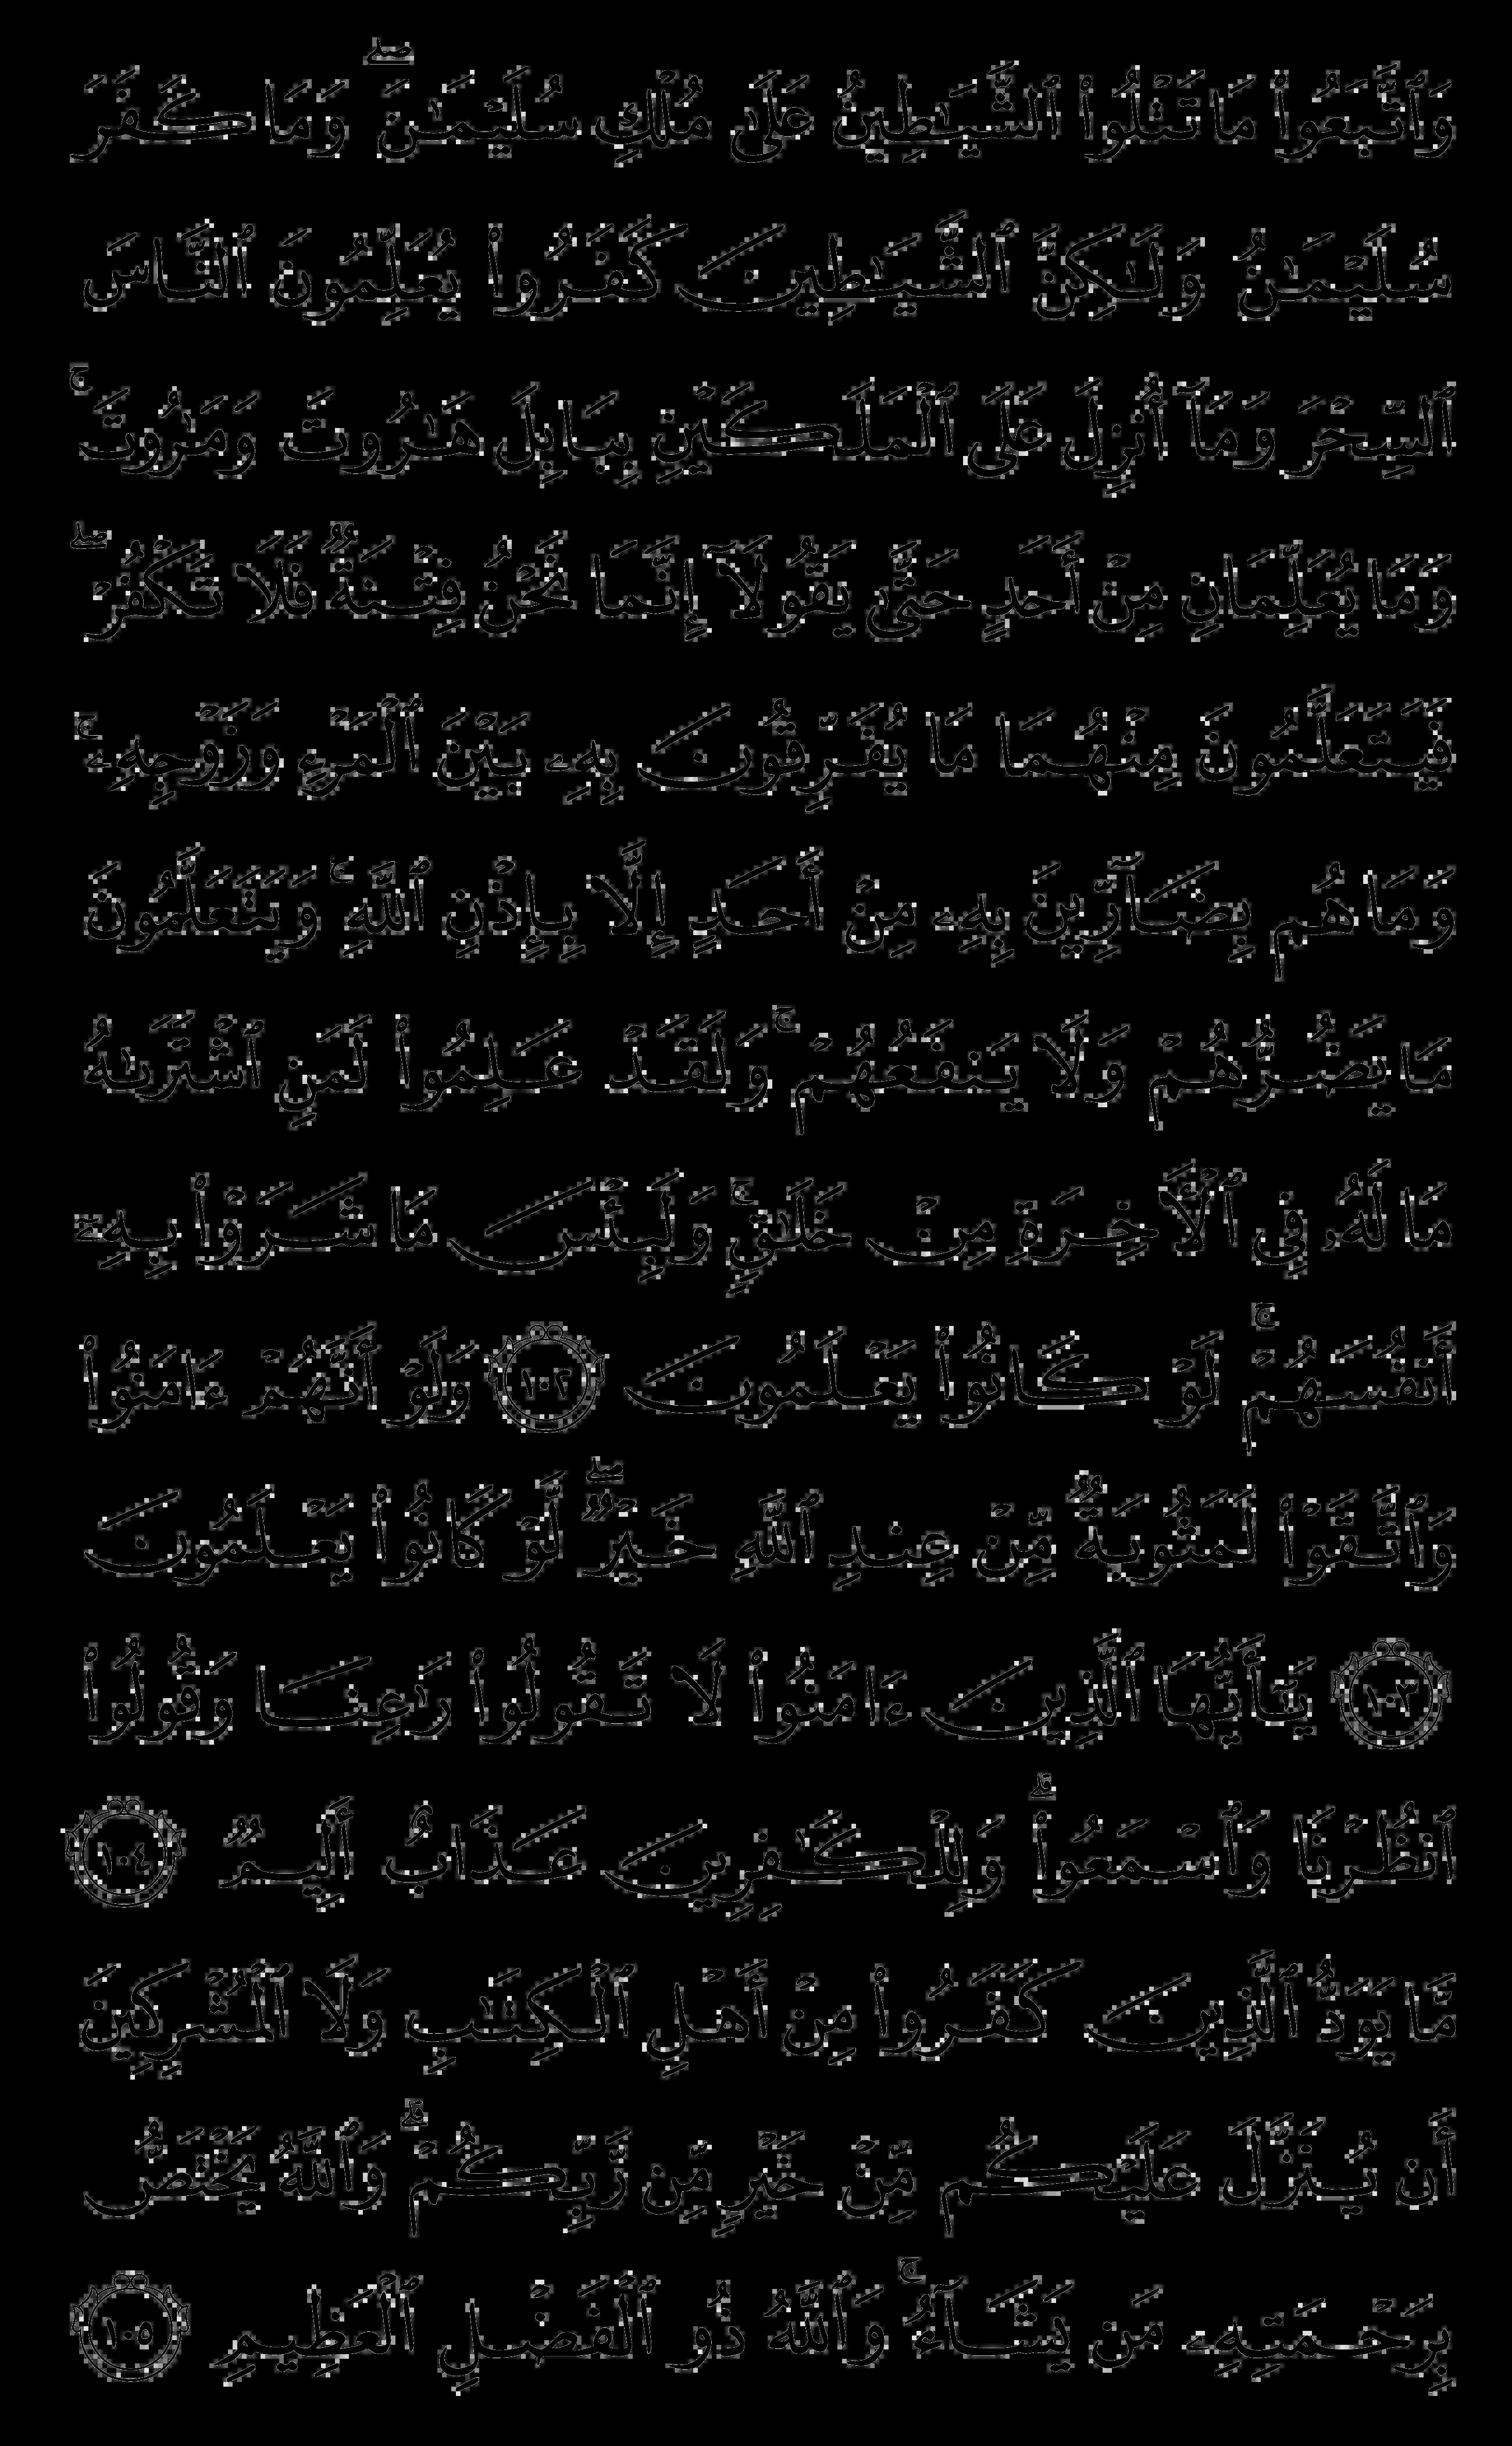 وَٱتَّبَعُوا۟ مَا تَتْلُوا۟ ٱلشَّيَـٰطِينُ عَلَىٰ مُلْكِ سُلَيْمَـٰنَ ۖ وَمَا كَفَرَ
سُلَيْمَـٰنُ وَلَـٰكِنَّ ٱلشَّيَـٰطِينَ كَفَرُوا۟ يُعَلِّمُونَ ٱلنَّاسَ
ٱلسِّحْرَ وَمَآ أُنزِلَ عَلَى ٱلْمَلَكَيْنِ بِبَابِلَ هَـٰرُوتَ وَمَـٰرُوتَ ۚ
وَمَا يُعَلِّمَانِ مِنْ أَحَدٍ حَتَّىٰ يَقُولَآ إِنَّمَا نَحْنُ فِتْنَةٌ فَلَا تَكْفُرْ ۖ
فَيَتَعَلَّمُونَ مِنْهُمَا مَا يُفَرِّقُونَ بِهِۦ بَيْنَ ٱلْمَرْءِ وَزَوْجِهِۦ ۚ
وَمَا هُم بِضَآرِّينَ بِهِۦ مِنْ أَحَدٍ إِلَّا بِإِذْنِ ٱللَّهِ ۚ وَيَتَعَلَّمُونَ
مَا يَضُرُّهُمْ وَلَا يَنفَعُهُمْ ۚ وَلَقَدْ عَلِمُوا۟ لَمَنِ ٱشْتَرَىٰهُ
مَا لَهُۥ فِى ٱلْـَٔاخِرَةِ مِنْ خَلَـٰقٍ ۚ وَلَبِئْسَ مَا شَرَوْا۟ بِهِۦٓ
أَنفُسَهُمْ ۚ لَوْ كَانُوا۟ يَعْلَمُونَ ١٠٢ وَلَوْ أَنَّهُمْ ءَامَنُوا۟
وَٱتَّقَوْا۟ لَمَثُوبَةٌ مِّنْ عِندِ ٱللَّهِ خَيْرٌ ۖ لَّوْ كَانُوا۟ يَعْلَمُونَ
١٠٣ يَـٰٓأَيُّهَا ٱلَّذِينَ ءَامَنُوا۟ لَا تَقُولُوا۟ رَٰعِنَا وَقُولُوا۟
ٱنظُرْنَا وَٱسْمَعُوا۟ ۗ وَلِلْكَـٰفِرِينَ عَذَابٌ أَلِيمٌ ١٠٤
مَّا يَوَدُّ ٱلَّذِينَ كَفَرُوا۟ مِنْ أَهْلِ ٱلْكِتَـٰبِ وَلَا ٱلْمُشْرِكِينَ
أَن يُنَزَّلَ عَلَيْكُم مِّنْ خَيْرٍ مِّن رَّبِّكُمْ ۗ وَٱللَّهُ يَخْتَصُّ
بِرَحْمَتِهِۦ مَن يَشَآءُ ۚ وَٱللَّهُ ذُو ٱلْفَضْلِ ٱلْعَظِيمِ ١٠٥